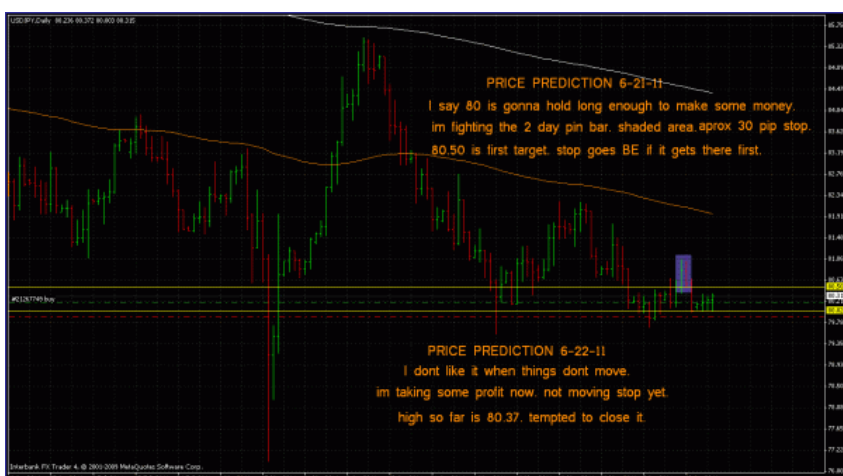 USDJPY,Daily 80.236 80.372 80.003 80.315
PRICE PREDICTION 6-21-11
I say 80 is gonna hold long enough to make some money.
im fighting the 2 day pin bar. shaded area. aprox 30 pip stop.
80.50 is first target. stop goes BE if it gets there first.
#21267749 buy
PRICE PREDICTION 6-22-11
I dont like it when things dont move.
im taking some profit now. not moving stop yet.
high so far is 80.37. tempted to close it.
Interbank FX Trader 4, © 2001-2009 MetaQuotes Software Corp.